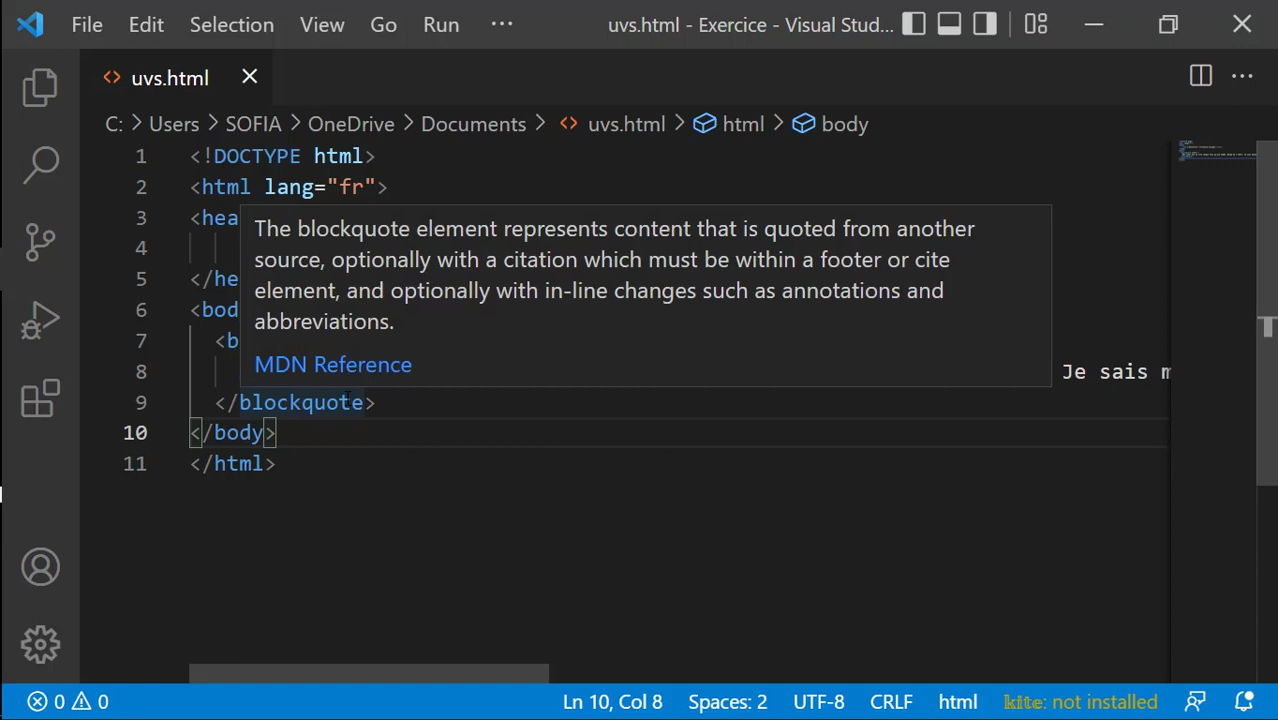 File Edit Selection View Go Run ··· uvs.html - Exercice - Visual Stud...
uvs.html
C: > Users > SOFIA > OneDrive > Documents > uvs.html > html > body
1 <!DOCTYPE html>
2 <html lang="fr">
3 <hea
4
5 </he
6 <bod
7 <b
8 Je sais m
The blockquote element represents content that is quoted from another
source, optionally with a citation which must be within a footer or cite
element, and optionally with in-line changes such as annotations and
abbreviations.
MDN Reference
9 </blockquote>
10 </body>
11 </html>
0 0 Ln 10, Col 8 Spaces: 2 UTF-8 CRLF html kite: not installed